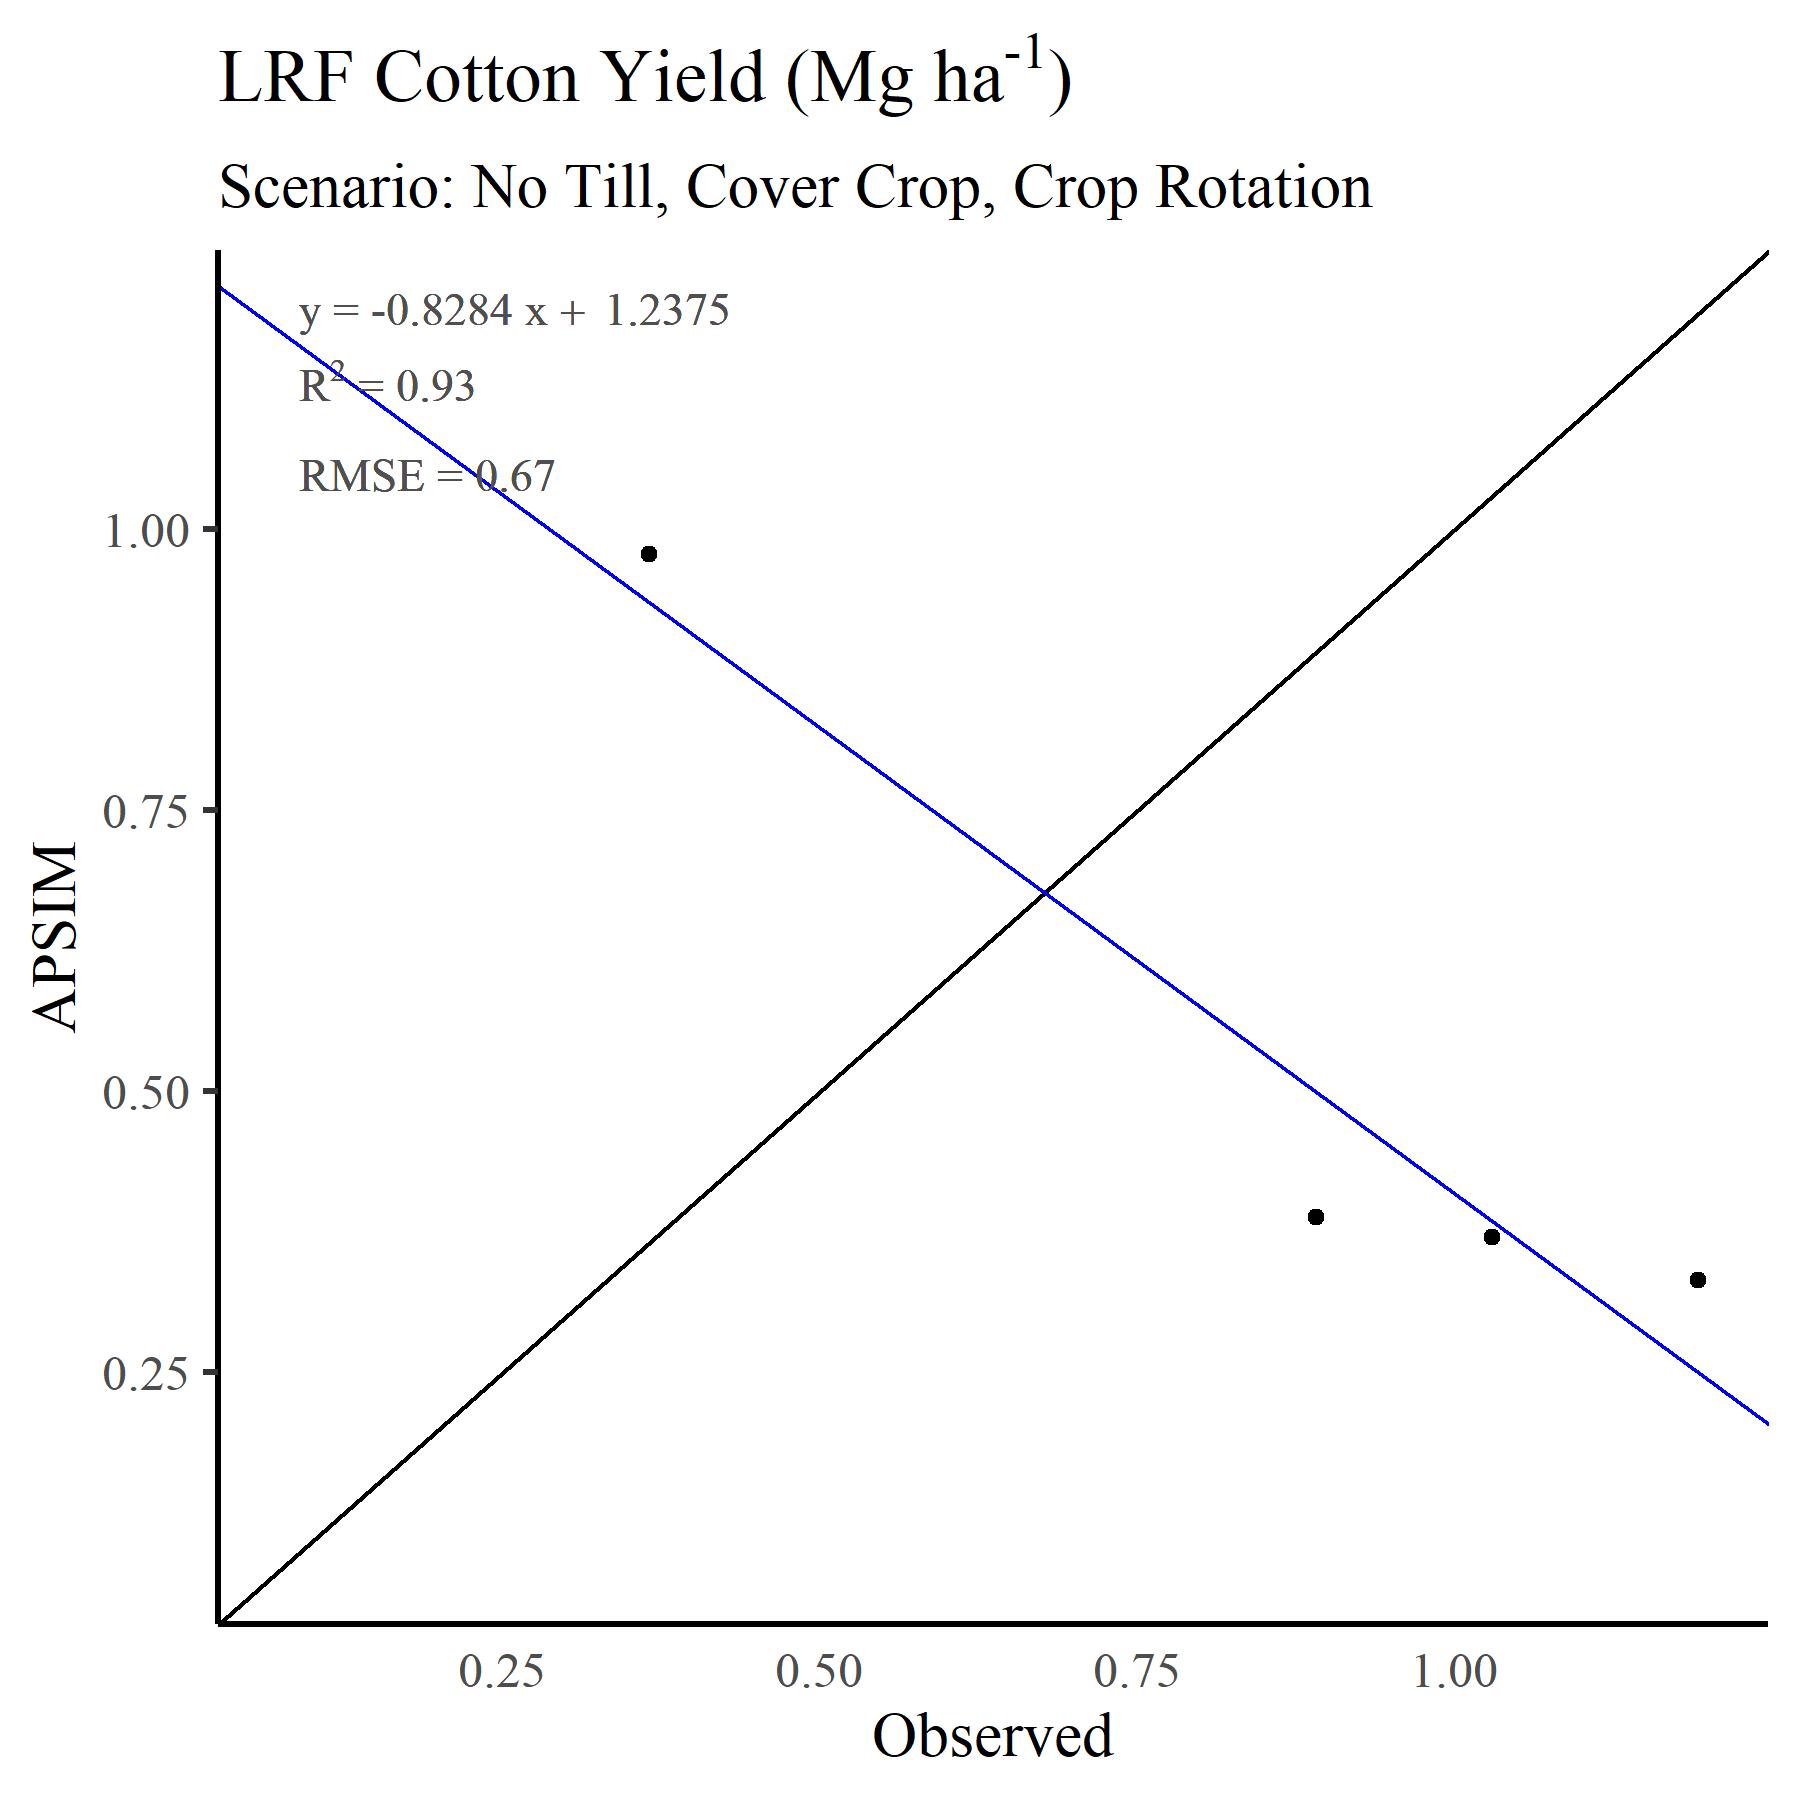 LRF Cotton Yield (Mg ha⁻¹)
Scenario: No Till, Cover Crop, Crop Rotation
y = -0.8284 x + 1.2375
R² = 0.93
RMSE = 0.67
1.00
0.75
0.50
0.25
APSIM
0.25 0.50 0.75 1.00
Observed